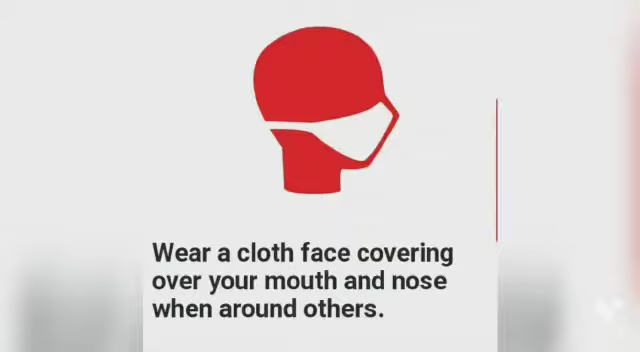 Wear a cloth face covering
over your mouth and nose
when around others.